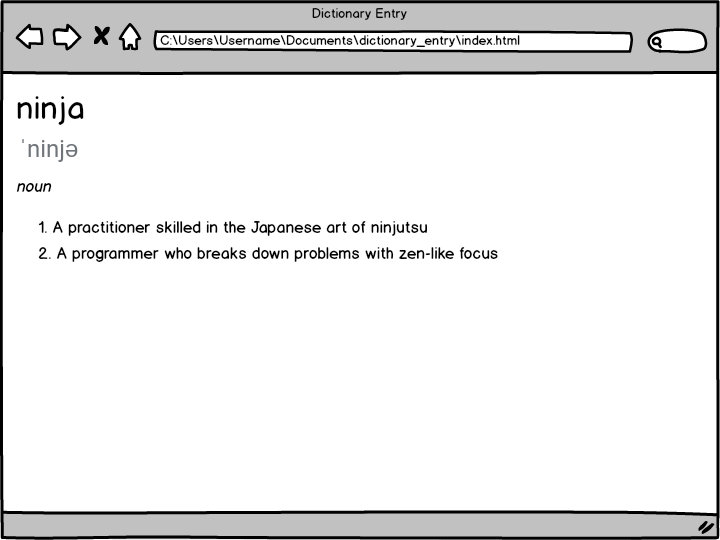 Dictionary Entry
C:\Users\Username\Documents\dictionary_entry\index.html
ninja
ˈninjə
noun
1. A practitioner skilled in the Japanese art of ninjutsu
2. A programmer who breaks down problems with zen-like focus